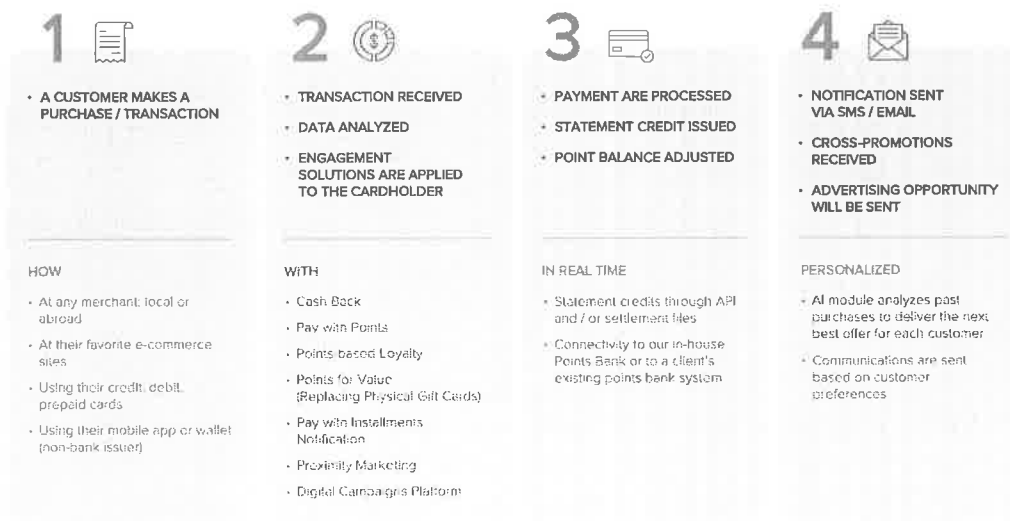 1
• A CUSTOMER MAKES A
PURCHASE / TRANSACTION
HOW
• At any merchant: local or
abroad
• At their favorite e-commerce
sites
• Using their credit, debit,
prepaid cards
• Using their mobile app or wallet
(non-bank issuer)
2
• TRANSACTION RECEIVED
• DATA ANALYZED
• ENGAGEMENT
SOLUTIONS ARE APPLIED
TO THE CARDHOLDER
WITH
• Cash Back
• Pay with Points
• Points-based Loyalty
• Points for Value
(Replacing Physical Gift Cards)
• Pay with Installments
Notification
• Proximity Marketing
• Digital Campaigns Platform
3
• PAYMENT ARE PROCESSED
• STATEMENT CREDIT ISSUED
• POINT BALANCE ADJUSTED
IN REAL TIME
• Statement credits through API
and / or settlement files
• Connectivity to our in-house
Points Bank or to a client's
existing points bank system
4
• NOTIFICATION SENT
VIA SMS / EMAIL
• CROSS-PROMOTIONS
RECEIVED
• ADVERTISING OPPORTUNITY
WILL BE SENT
PERSONALIZED
• AI module analyzes past
purchases to deliver the next
best offer for each customer
• Communications are sent
based on customer
preferences